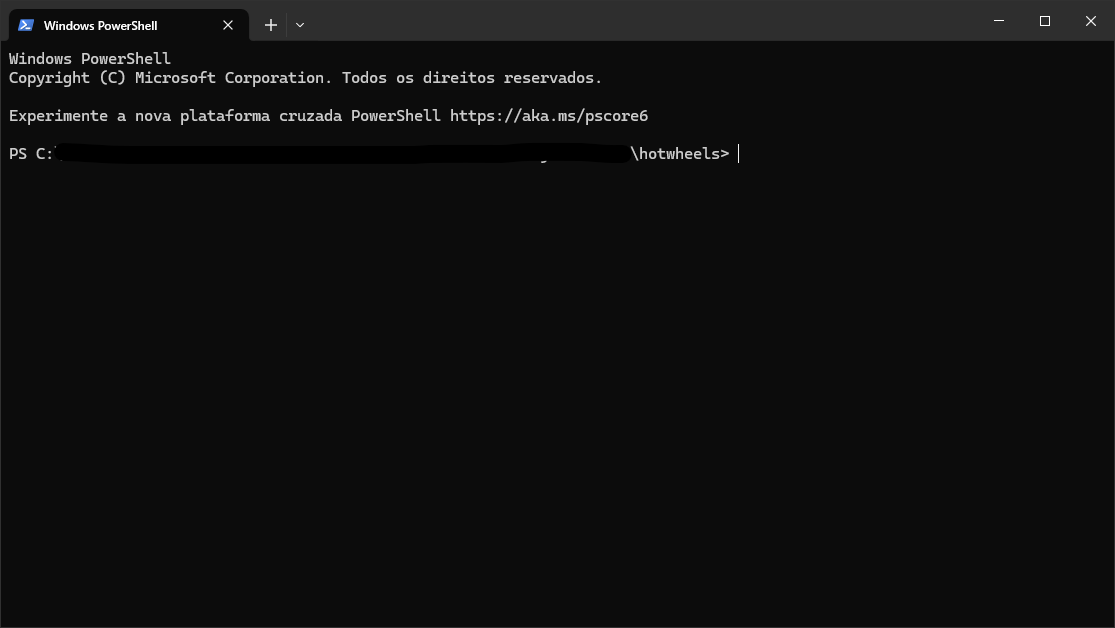 Windows PowerShell
Windows PowerShell
Copyright (C) Microsoft Corporation. Todos os direitos reservados.
Experimente a nova plataforma cruzada PowerShell https://aka.ms/pscore6
PS C:\hotwheels>